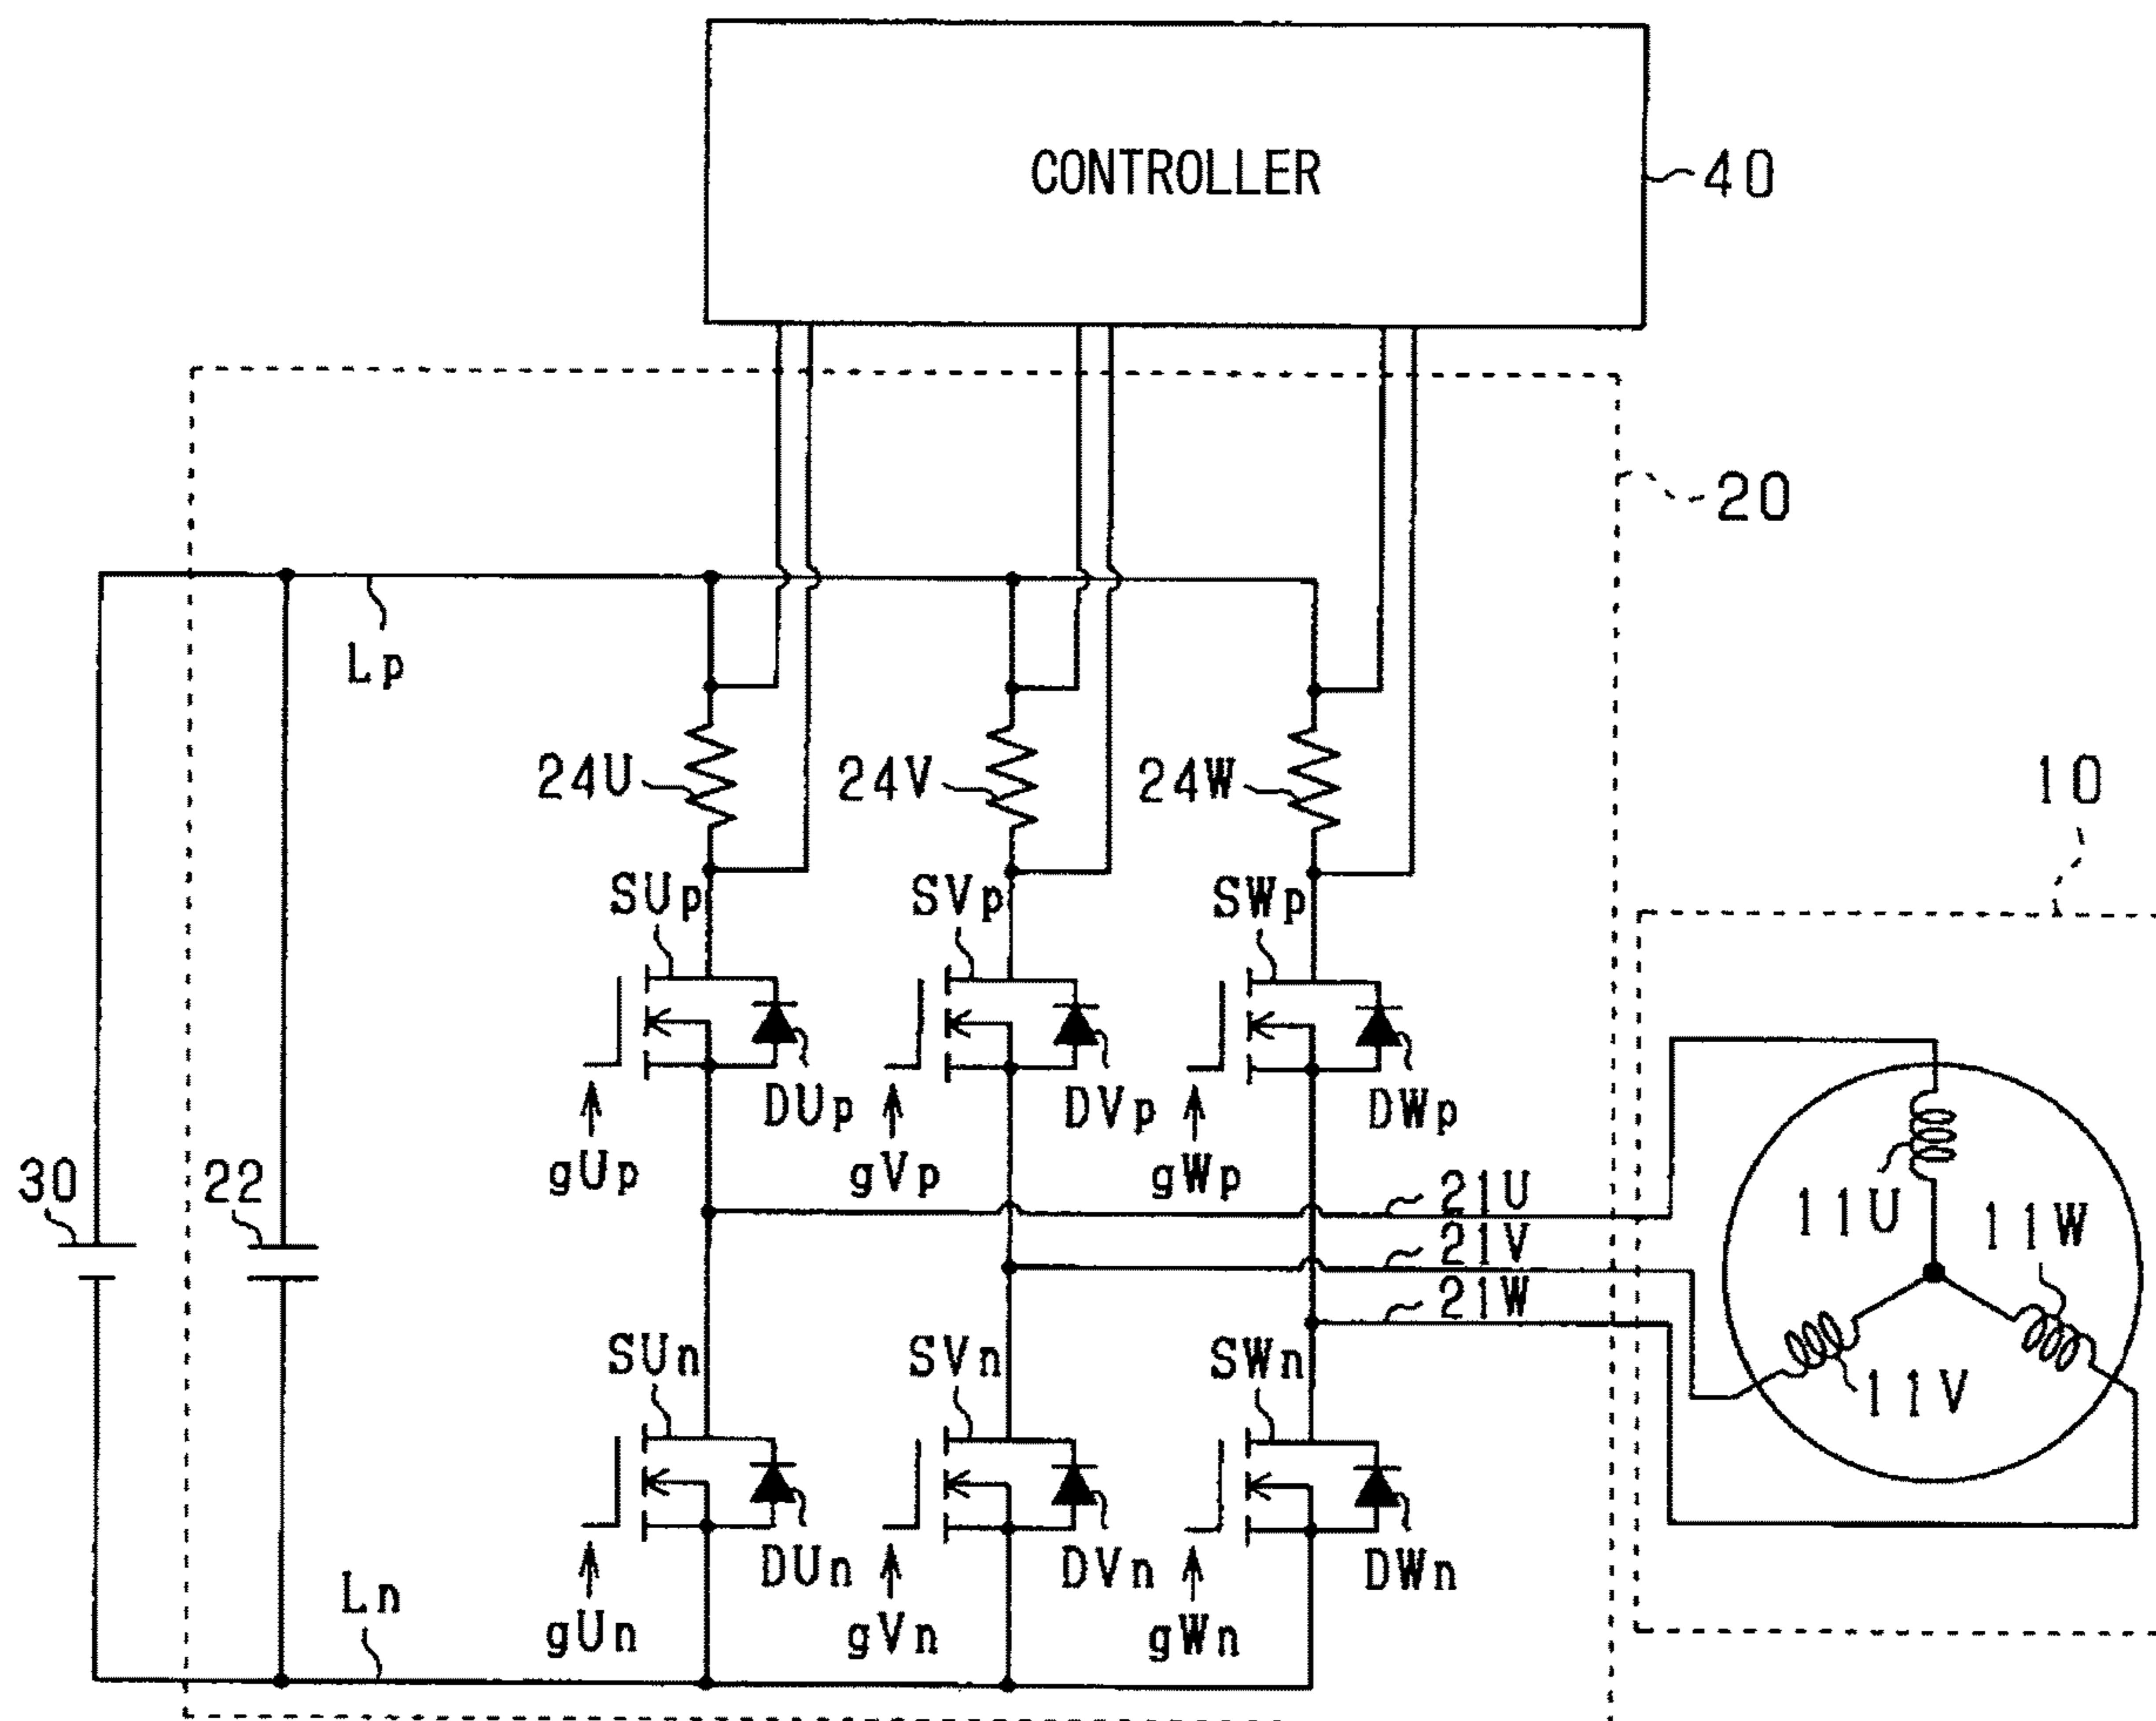 CONTROLLER
40
20
Lp
24U
24V
24W
10
SUp
SVp
SWp
DUp
DVp
DWp
gUp
gVp
gWp
30
22
21U
21V
21W
11U
11W
11V
SUn
SVn
SWn
DUn
DVn
DWn
Ln
gUn
gVn
gWn